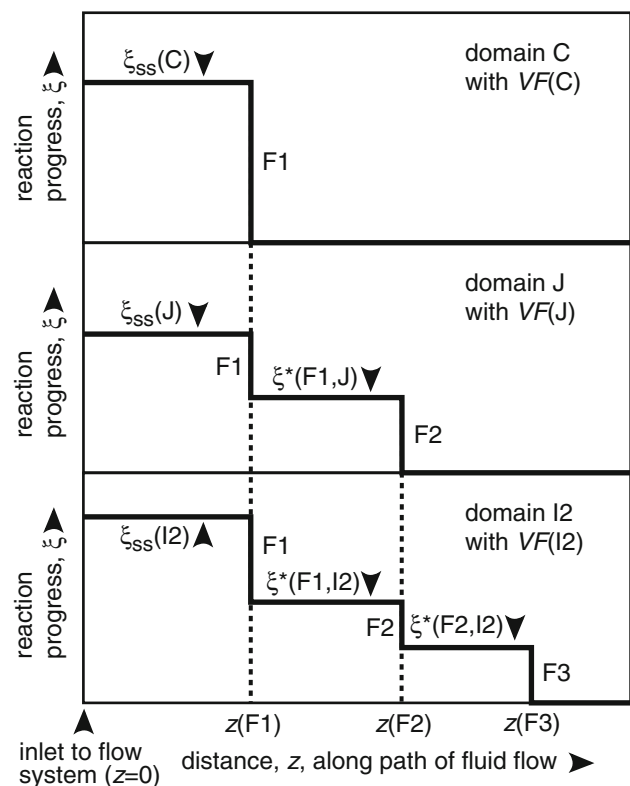 reaction
progress, ξ
ξss(C)
domain C
with VF(C)
F1
reaction
progress, ξ
ξss(J)
domain J
with VF(J)
F1
ξ*(F1,J)
F2
reaction
progress, ξ
ξss(I2)
domain I2
with VF(I2)
F1
ξ*(F1,I2)
F2
ξ*(F2,I2)
F3
z(F1)
z(F2)
z(F3)
inlet to flow
system (z=0)
distance, z, along path of fluid flow